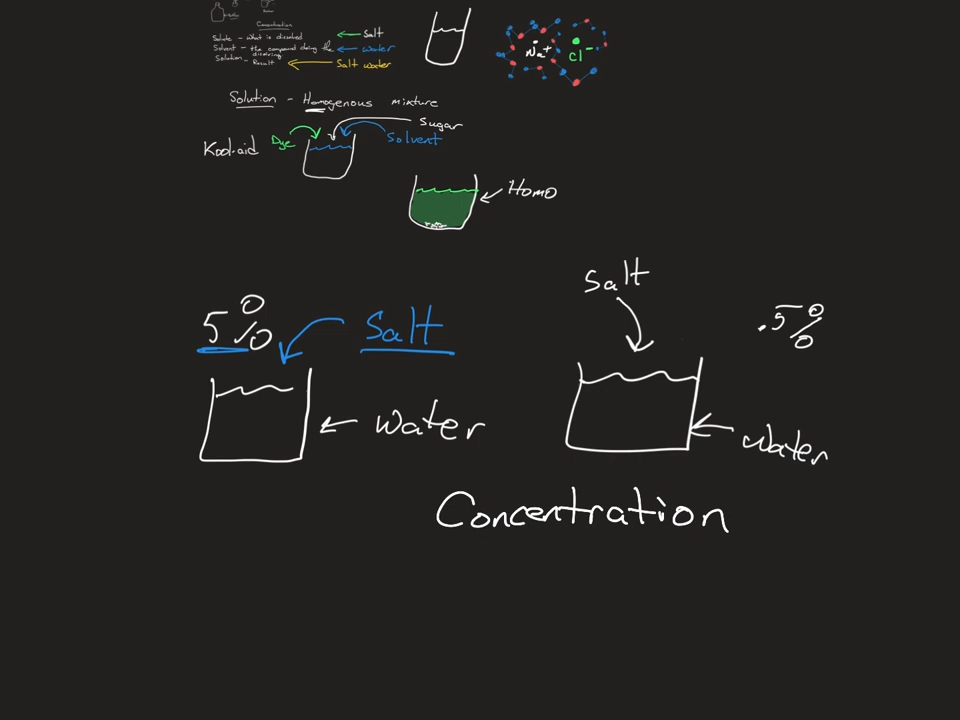 Concentration
Solute - what is dissolved
Salt
Solvent - the compound doing the
dissolving
water
Solution - Result
Salt water
Na+
Cl-
Solution - Homogenous mixture
Sugar
Kool-aid
Dye
Solvent
Homo
5%
Salt
water
Salt
.5%
water
Concentration